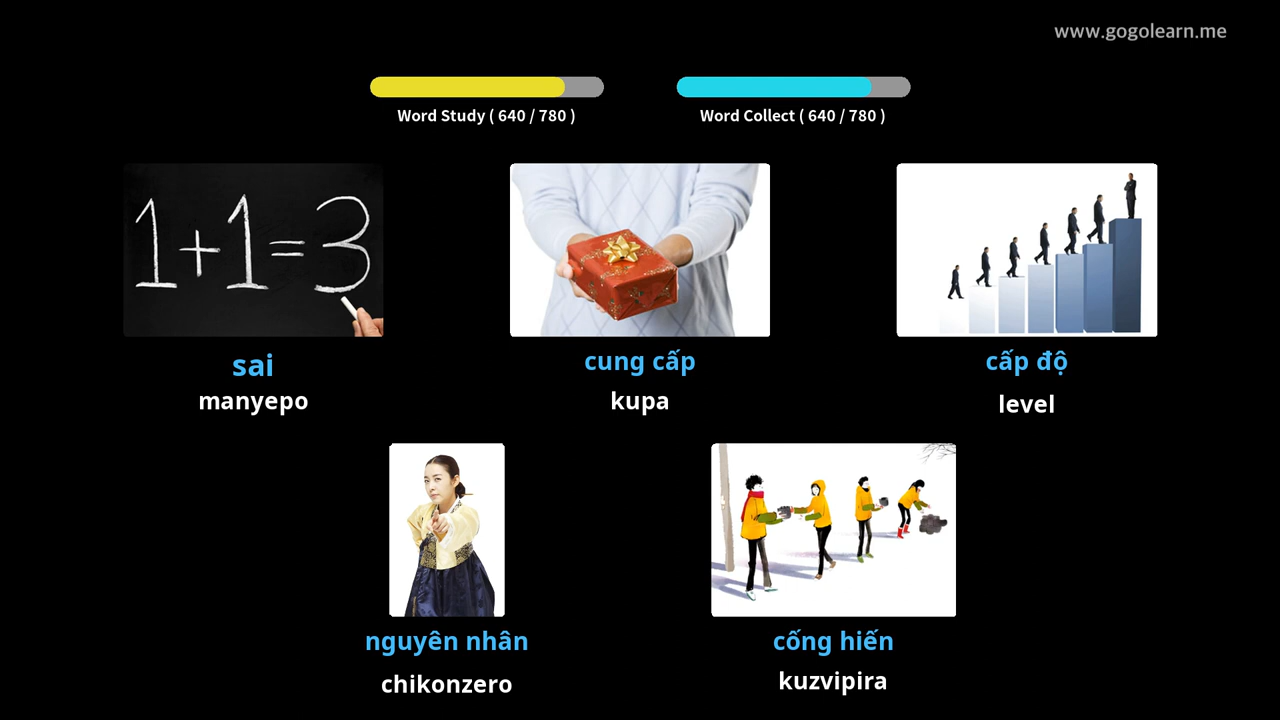 www.gogolearn.me
Word Study ( 640 / 780 )
Word Collect ( 640 / 780 )
1+1=3
sai
manyepo
cung cấp
kupa
cấp độ
level
nguyên nhân
chikonzero
cống hiến
kuzvipira